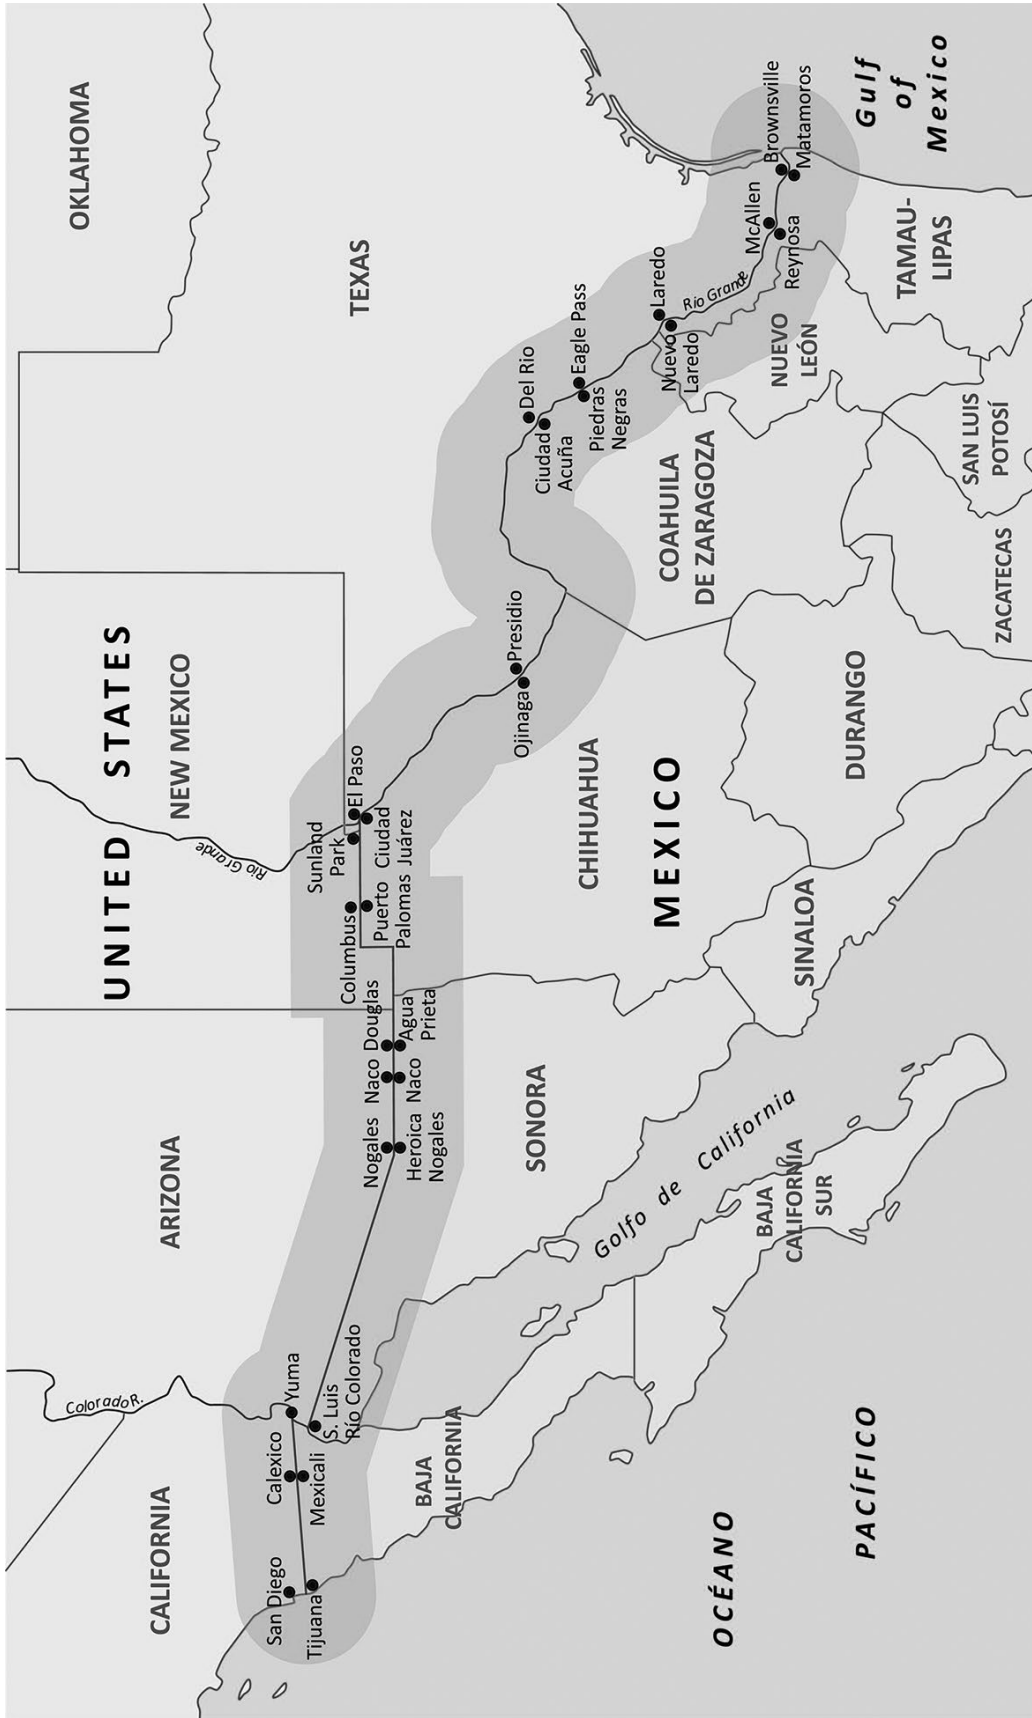 UNITED STATES
OKLAHOMA
CALIFORNIA
ARIZONA
NEW MEXICO
TEXAS
Colorado R.
Rio Grande
San Diego
Tijuana
Calexico
Mexicali
Yuma
S. Luis
Río Colorado
Nogales
Heroica
Nogales
Naco
Naco
Douglas
Agua
Prieta
Columbus
Puerto
Palomas
Sunland
Park
El Paso
Ciudad
Juárez
Presidio
Ojinaga
Del Rio
Ciudad
Acuña
Eagle Pass
Piedras
Negras
Laredo
Nuevo
Laredo
Rio Grande
McAllen
Reynosa
Brownsville
Matamoros
Gulf
of
Mexico
MEXICO
BAJA
CALIFORNIA
SONORA
CHIHUAHUA
COAHUILA
DE ZARAGOZA
NUEVO
LEÓN
TAMAU-
LIPAS
Golfo de California
BAJA
CALIFORNIA
SUR
SINALOA
DURANGO
ZACATECAS
SAN LUIS
POTOSÍ
OCÉANO
PACÍFICO